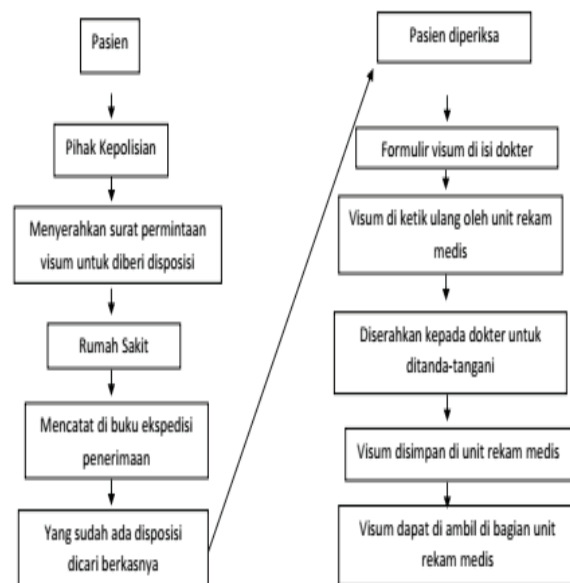 Pasien
Pihak Kepolisian
Menyerahkan surat permintaan
visum untuk diberi disposisi
Rumah Sakit
Mencatat di buku ekspedisi
penerimaan
Yang sudah ada disposisi
dicari berkasnya
Pasien diperiksa
Formulir visum di isi dokter
Visum di ketik ulang oleh unit rekam
medis
Diserahkan kepada dokter untuk
ditanda-tangani
Visum disimpan di unit rekam medis
Visum dapat di ambil di bagian unit
rekam medis